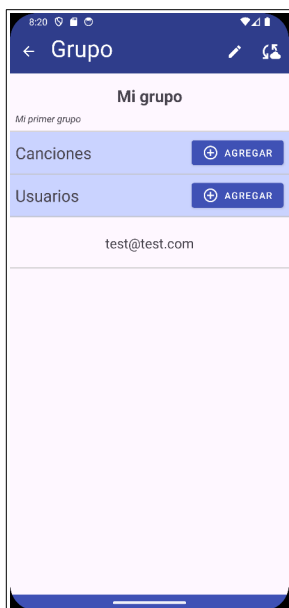 8:20
Grupo
Mi grupo
Mi primer grupo
Canciones AGREGAR
Usuarios AGREGAR
test@test.com